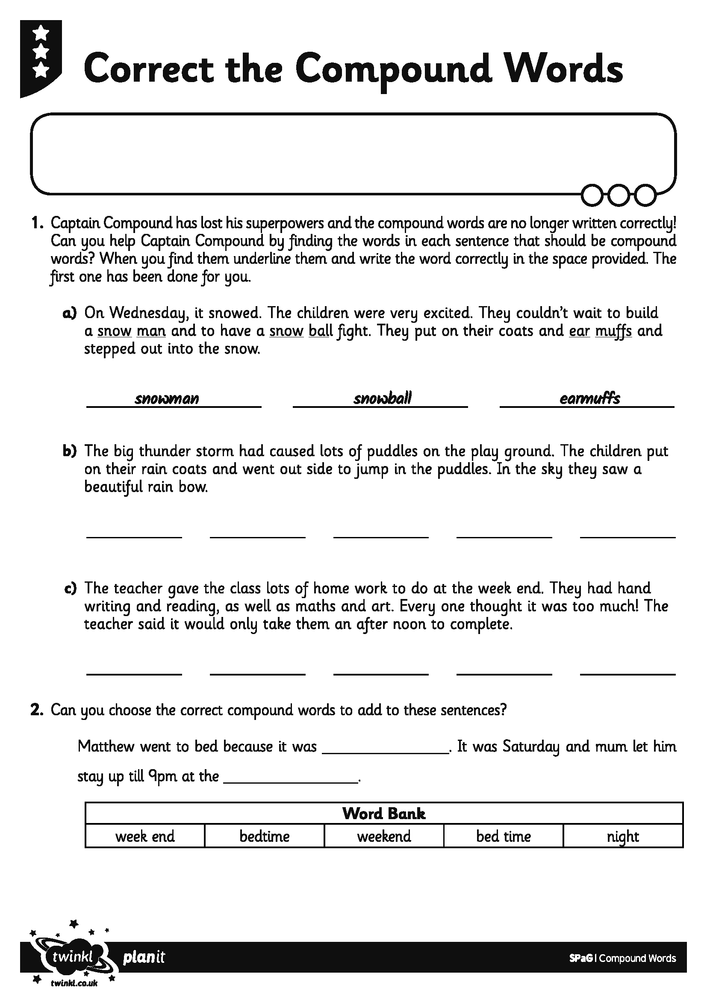 Correct the Compound Words
1. Captain Compound has lost his superpowers and the compound words are no longer written correctly!
Can you help Captain Compound by finding the words in each sentence that should be compound
words? When you find them underline them and write the word correctly in the space provided. The
first one has been done for you.
a) On Wednesday, it snowed. The children were very excited. They couldn't wait to build
a snow man and to have a snow ball fight. They put on their coats and ear muffs and
stepped out into the snow.
snowman snowball earmuffs
b) The big thunder storm had caused lots of puddles on the play ground. The children put
on their rain coats and went out side to jump in the puddles. In the sky they saw a
beautiful rain bow.
c) The teacher gave the class lots of home work to do at the week end. They had hand
writing and reading, as well as maths and art. Every one thought it was too much! The
teacher said it would only take them an after noon to complete.
2. Can you choose the correct compound words to add to these sentences?
Matthew went to bed because it was _______________. It was Saturday and mum let him
stay up till 9pm at the ________________.
Word Bank
week end bedtime weekend bed time night
twinkl planit SPaG | Compound Words
twinkl.co.uk